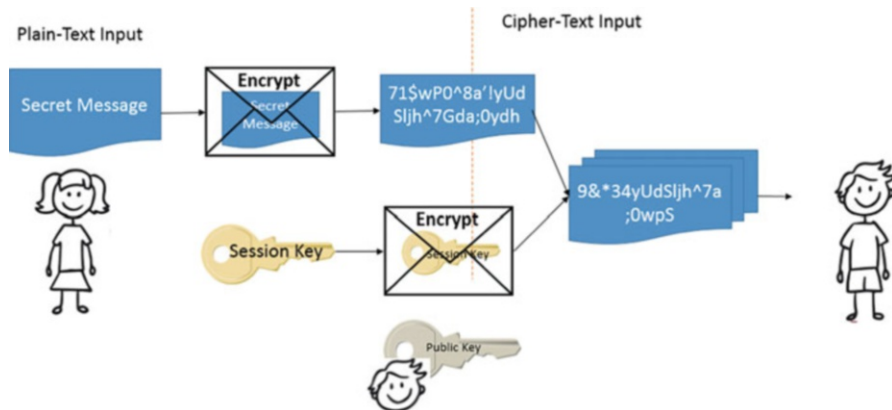 Plain-Text Input
Cipher-Text Input
Secret Message
Encrypt
Secret
Message
71$wP0^8a'!yUd
Sljh^7Gda;0ydh
9&*34yUdSljh^7a
;0wpS
Session Key
Encrypt
Session Key
Public Key